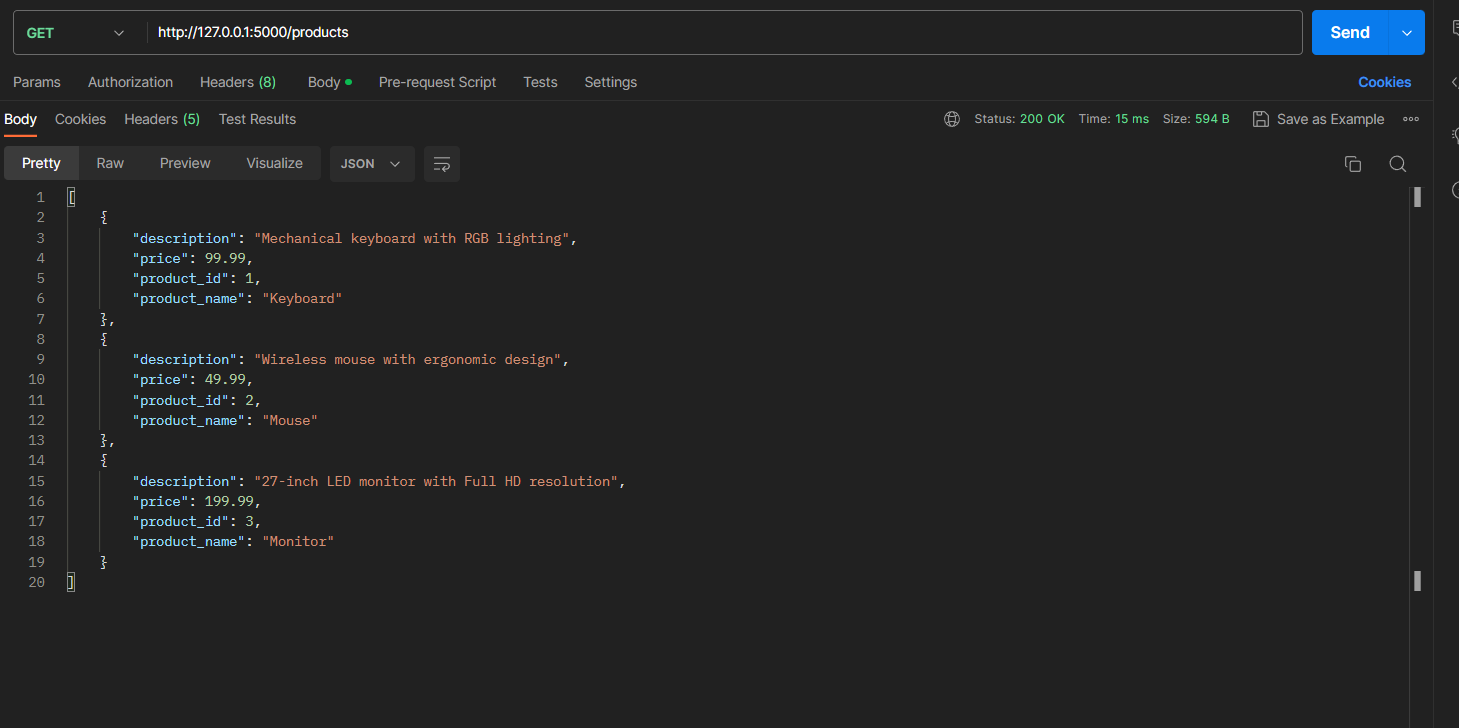 GET http://127.0.0.1:5000/products Send
Params Authorization Headers (8) Body Pre-request Script Tests Settings Cookies
Body Cookies Headers (5) Test Results Status: 200 OK Time: 15 ms Size: 594 B Save as Example
Pretty Raw Preview Visualize JSON
1 [
2 {
3 "description": "Mechanical keyboard with RGB lighting",
4 "price": 99.99,
5 "product_id": 1,
6 "product_name": "Keyboard"
7 },
8 {
9 "description": "Wireless mouse with ergonomic design",
10 "price": 49.99,
11 "product_id": 2,
12 "product_name": "Mouse"
13 },
14 {
15 "description": "27-inch LED monitor with Full HD resolution",
16 "price": 199.99,
17 "product_id": 3,
18 "product_name": "Monitor"
19 }
20 ]